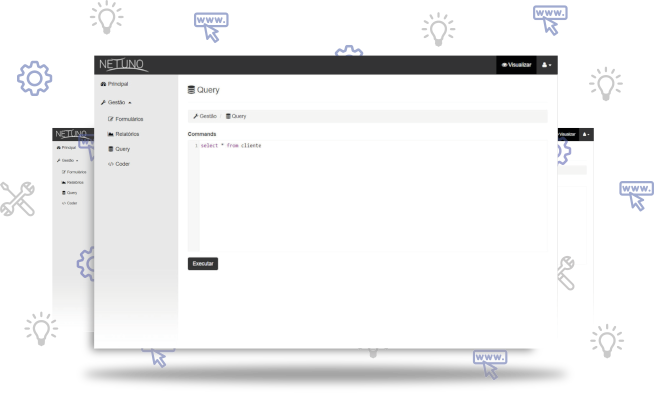 www.
www.
NETUNO
Visualizar
Principal
Query
Gestão
Gestão / Query
Formulários
Relatórios
Commands
Query
1 select * from cliente
Coder
Executar
NETUNO
Principal
Gestão
Formulários
Relatórios
Query
Coder
Visualizar
www.
www.